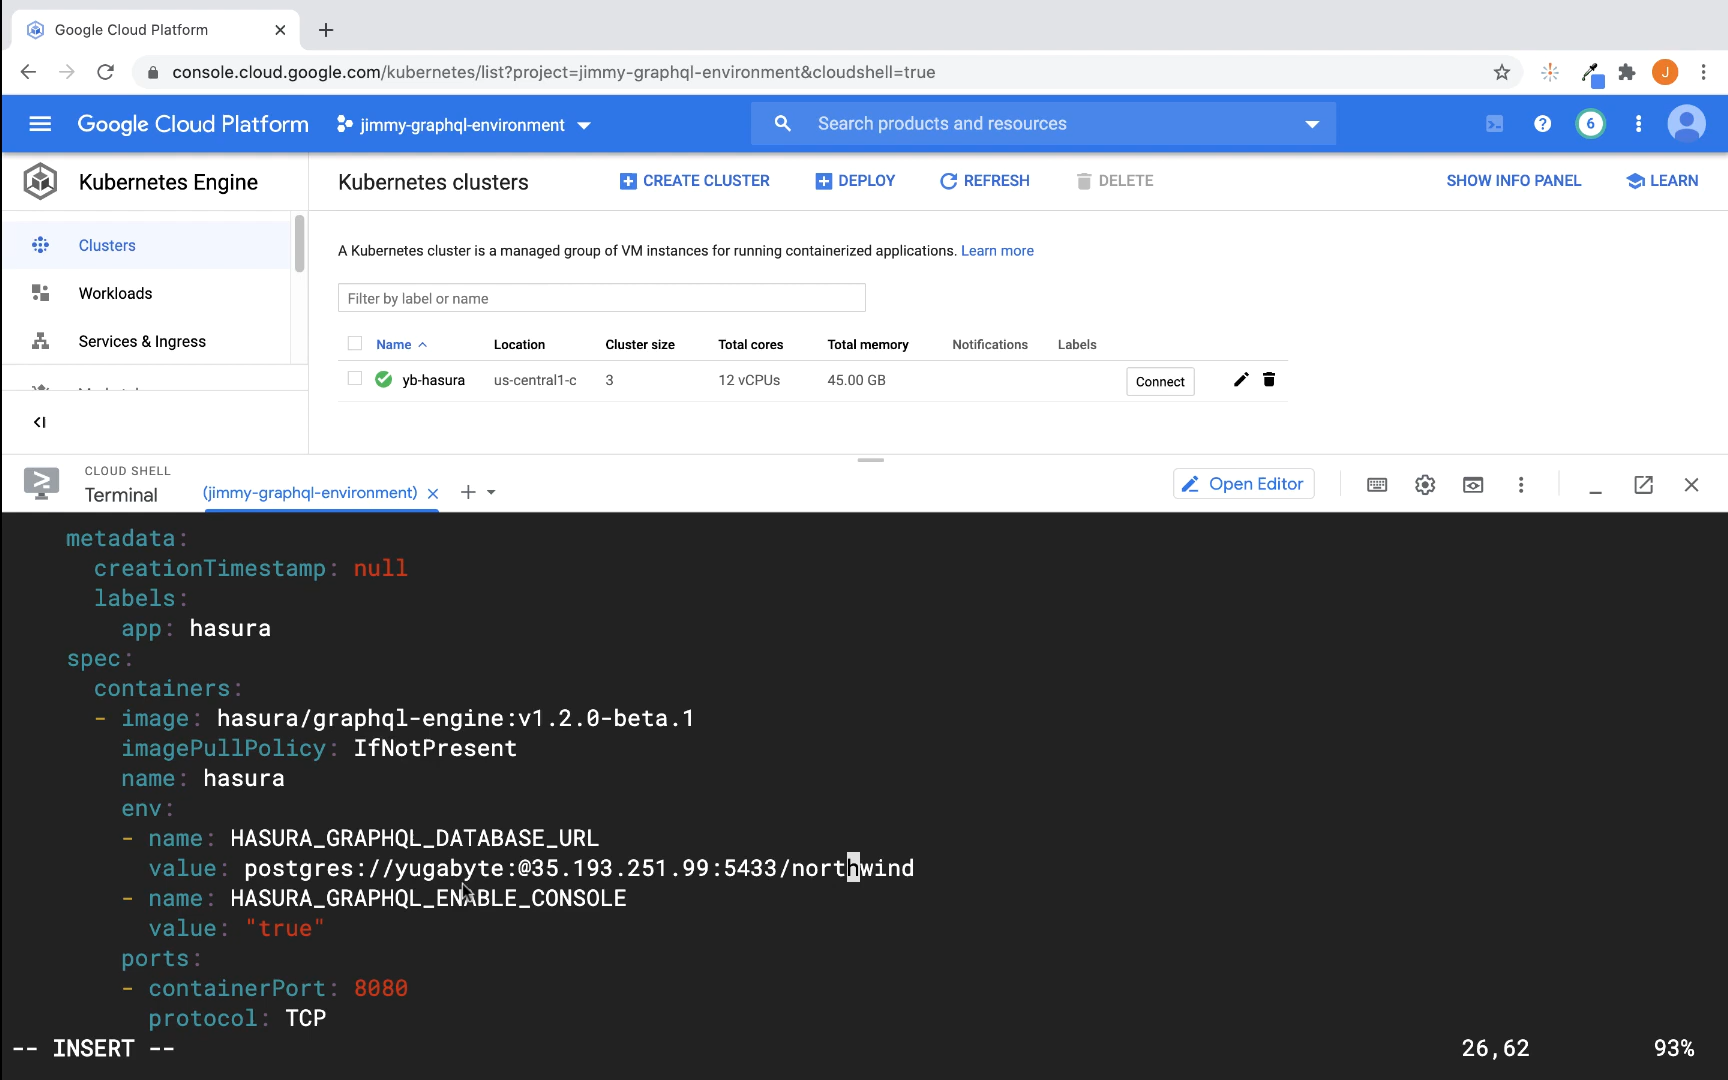 Google Cloud Platform
console.cloud.google.com/kubernetes/list?project=jimmy-graphql-environment&cloudshell=true
J
Google Cloud Platform
jimmy-graphql-environment
Search products and resources
6
Kubernetes Engine
Kubernetes clusters
CREATE CLUSTER
DEPLOY
REFRESH
DELETE
SHOW INFO PANEL
LEARN
Clusters
Workloads
Services & Ingress
A Kubernetes cluster is a managed group of VM instances for running containerized applications. Learn more
Filter by label or name
Name Location Cluster size Total cores Total memory Notifications Labels
yb-hasura us-central1-c 3 12 vCPUs 45.00 GB Connect
CLOUD SHELL
Terminal
(jimmy-graphql-environment)
Open Editor
metadata:
creationTimestamp: null
labels:
app: hasura
spec:
containers:
- image: hasura/graphql-engine:v1.2.0-beta.1
imagePullPolicy: IfNotPresent
name: hasura
env:
- name: HASURA_GRAPHQL_DATABASE_URL
value: postgres://yugabyte:@35.193.251.99:5433/northwind
- name: HASURA_GRAPHQL_ENABLE_CONSOLE
value: "true"
ports:
- containerPort: 8080
protocol: TCP
-- INSERT -- 26,62 93%